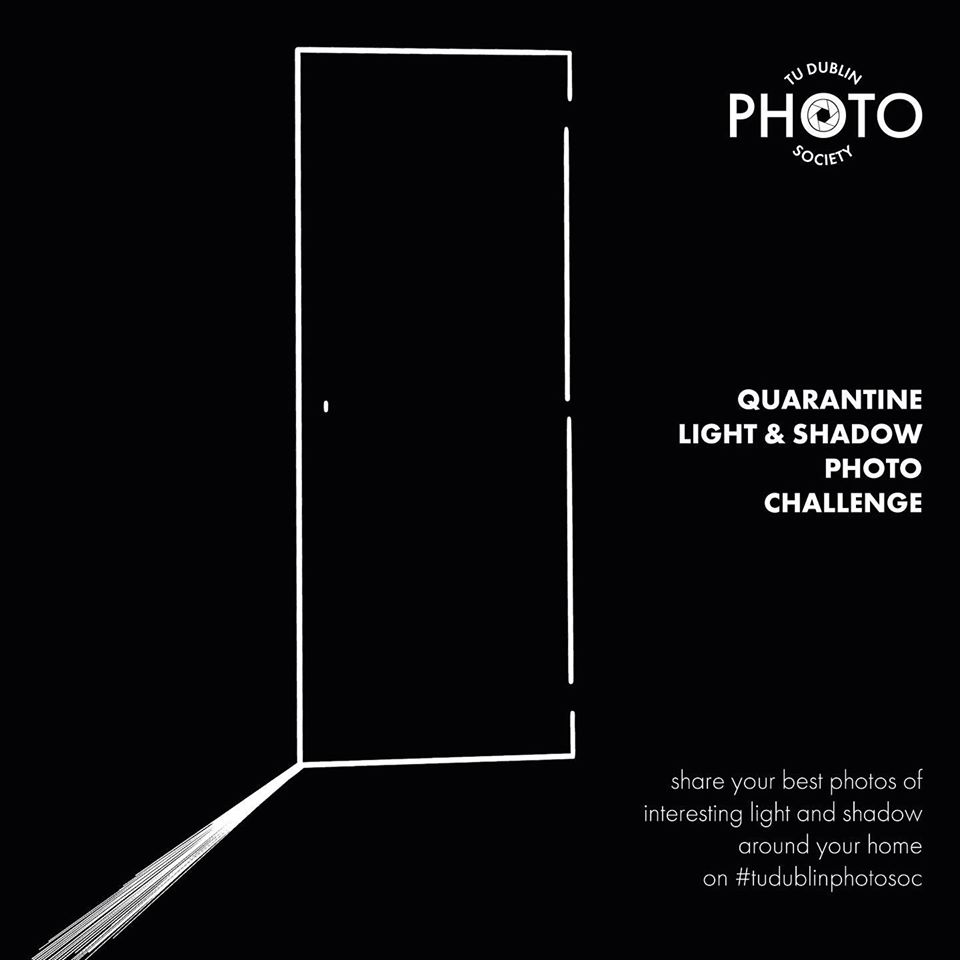 TU DUBLIN
PHOTO
SOCIETY
QUARANTINE
LIGHT & SHADOW
PHOTO
CHALLENGE
share your best photos of
interesting light and shadow
around your home
on #tudublinphotosoc